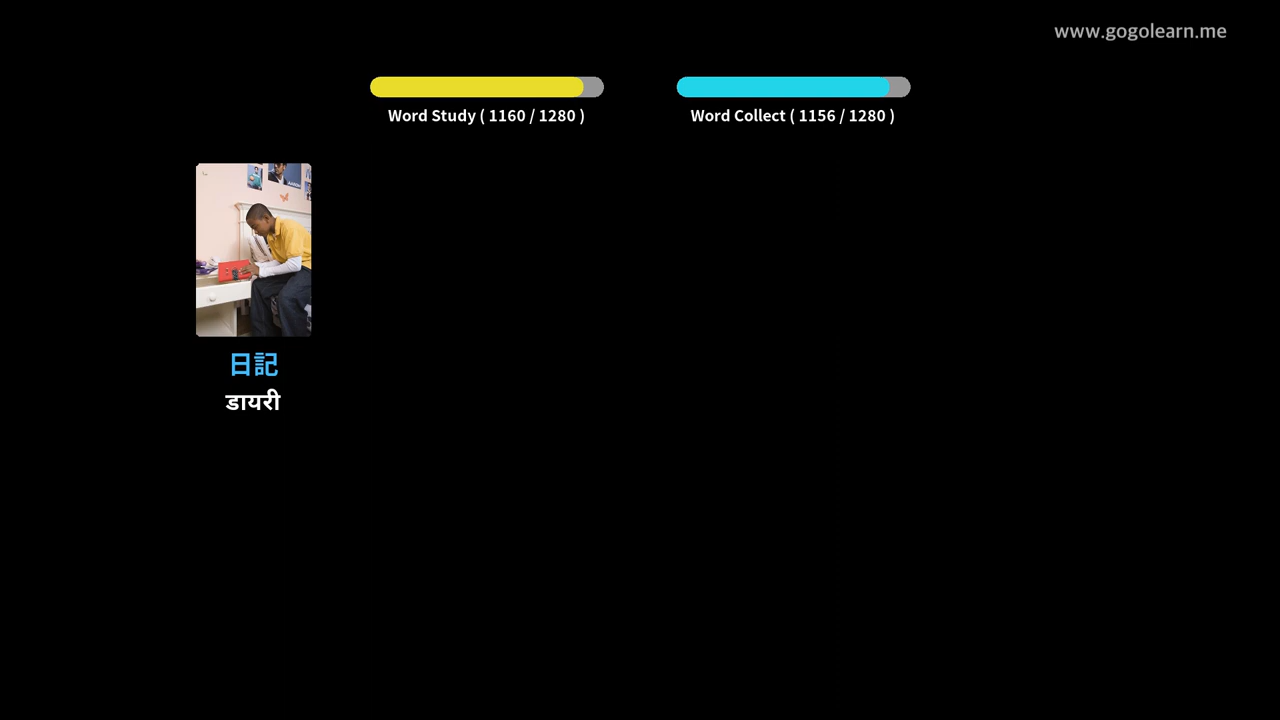 www.gogolearn.me
Word Study ( 1160 / 1280 )
Word Collect ( 1156 / 1280 )
日記
डायरी